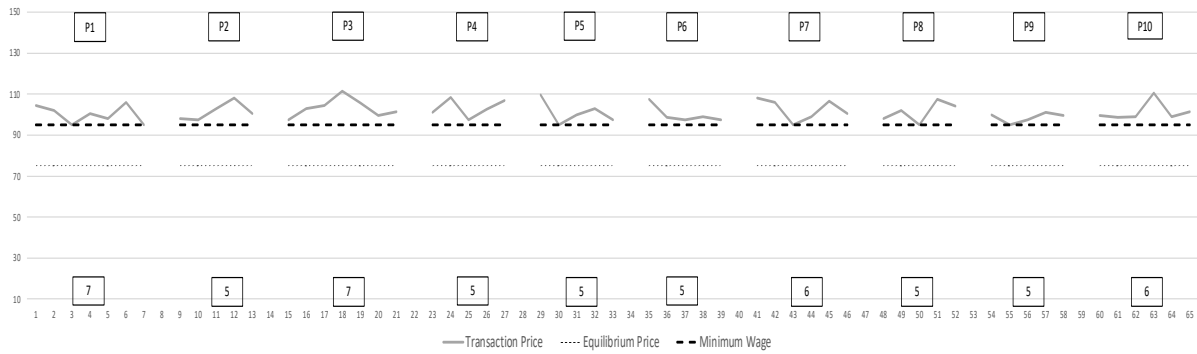 150
P1 P2 P3 P4 P5 P6 P7 P8 P9 P10
130
110
90
70
50
30
7 5 7 5 5 5 6 5 5 6
10
1 2 3 4 5 6 7 8 9 10 11 12 13 14 15 16 17 18 19 20 21 22 23 24 25 26 27 28 29 30 31 32 33 34 35 36 37 38 39 40 41 42 43 44 45 46 47 48 49 50 51 52 53 54 55 56 57 58 59 60 61 62 63 64 65
Transaction Price Equilibrium Price Minimum Wage